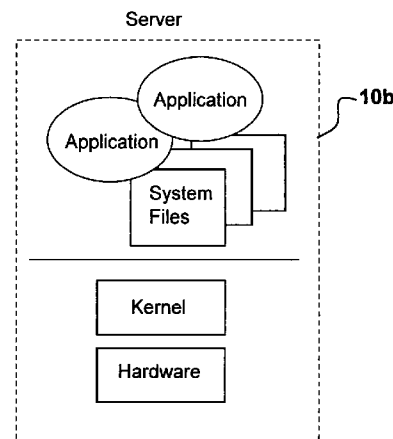 Server
10b
Application
Application
System
Files
Kernel
Hardware